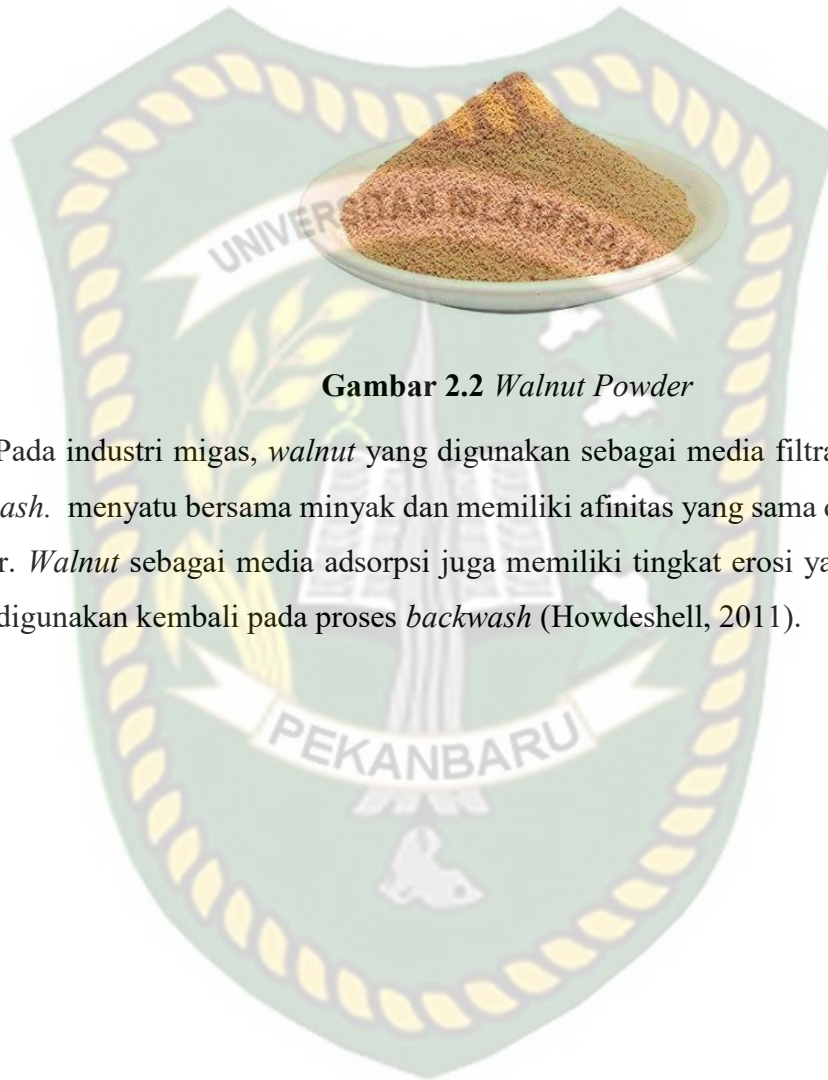 UNIVERSITAS ISLAM
Gambar 2.2 Walnut Powder
Pada industri migas, walnut yang digunakan sebagai media filtra
ash. menyatu bersama minyak dan memiliki afinitas yang sama
r. Walnut sebagai media adsorpsi juga memiliki tingkat erosi ya
digunakan kembali pada proses backwash (Howdeshell, 2011).
PEKANBARU